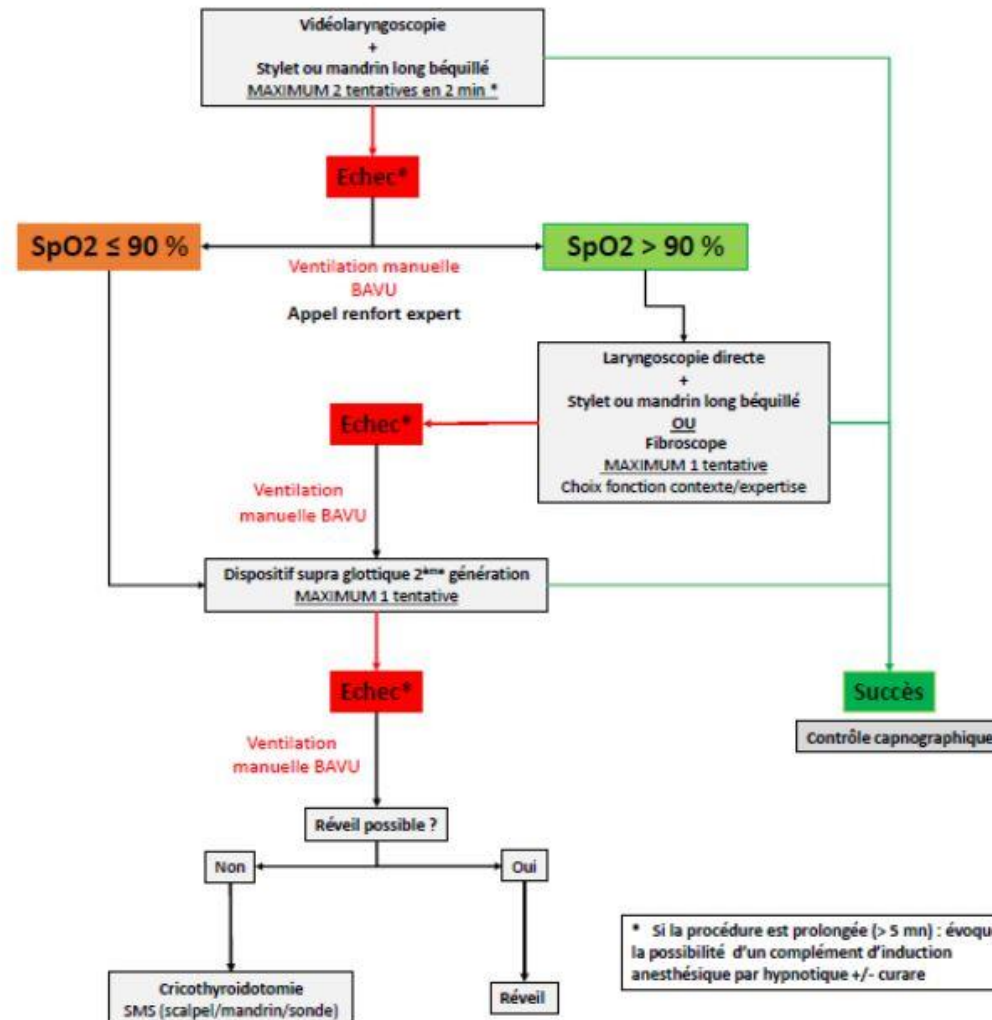 Vidéolaryngoscopie
+
Stylet ou mandrin long béquillé
MAXIMUM 2 tentatives en 2 min *
Echec*
SpO2 ≤ 90 %
SpO2 > 90 %
Ventilation manuelle
BAVU
Appel renfort expert
Laryngoscopie directe
+
Stylet ou mandrin long béquillé
OU
Fibroscope
MAXIMUM 1 tentative
Choix fonction contexte/expertise
Echec*
Ventilation
manuelle BAVU
Dispositif supra glottique 2ème génération
MAXIMUM 1 tentative
Echec*
Succès
Contrôle capnographique
Ventilation
manuelle BAVU
Réveil possible ?
Non
Oui
Cricothyroidotomie
SMS (scalpel/mandrin/sonde)
Réveil
* Si la procédure est prolongée (> 5 mn) : évoque
la possibilité d'un complément d'induction
anesthésique par hypnotique +/- curare